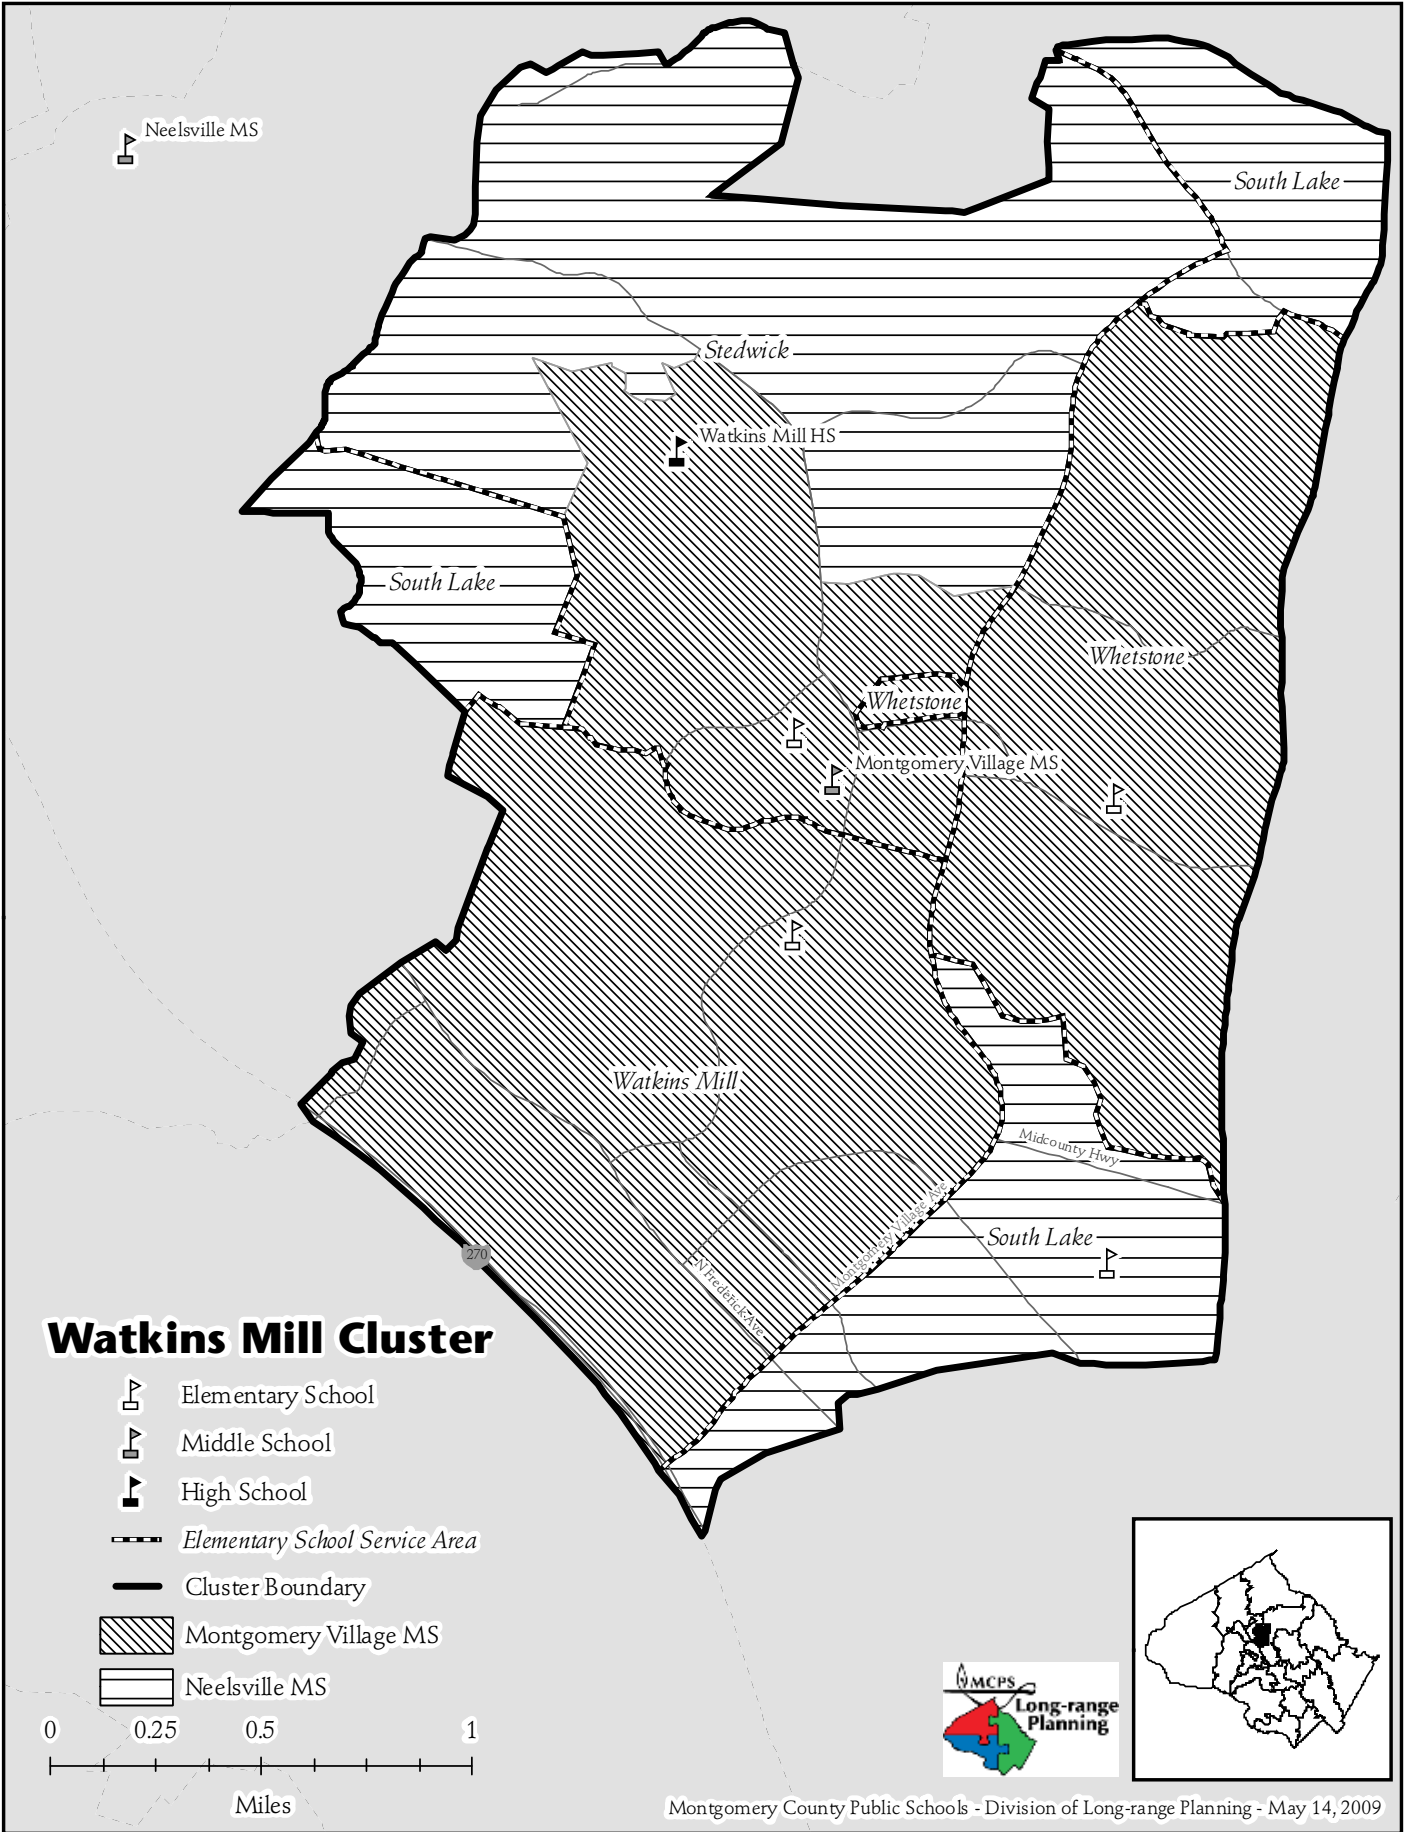 Neelsville MS
South Lake
Stedwick
Watkins Mill HS
South Lake
Whetstone
Whetstone
Montgomery Village MS
Watkins Mill
Midcounty Hwy
Montgomery Village Ave
South Lake
270
N Frederick Ave
Watkins Mill Cluster
Elementary School
Middle School
High School
Elementary School Service Area
Cluster Boundary
Montgomery Village MS
Neelsville MS
0 0.25 0.5 1
Miles
MCPS
Long-range
Planning
Montgomery County Public Schools - Division of Long-range Planning - May 14, 2009